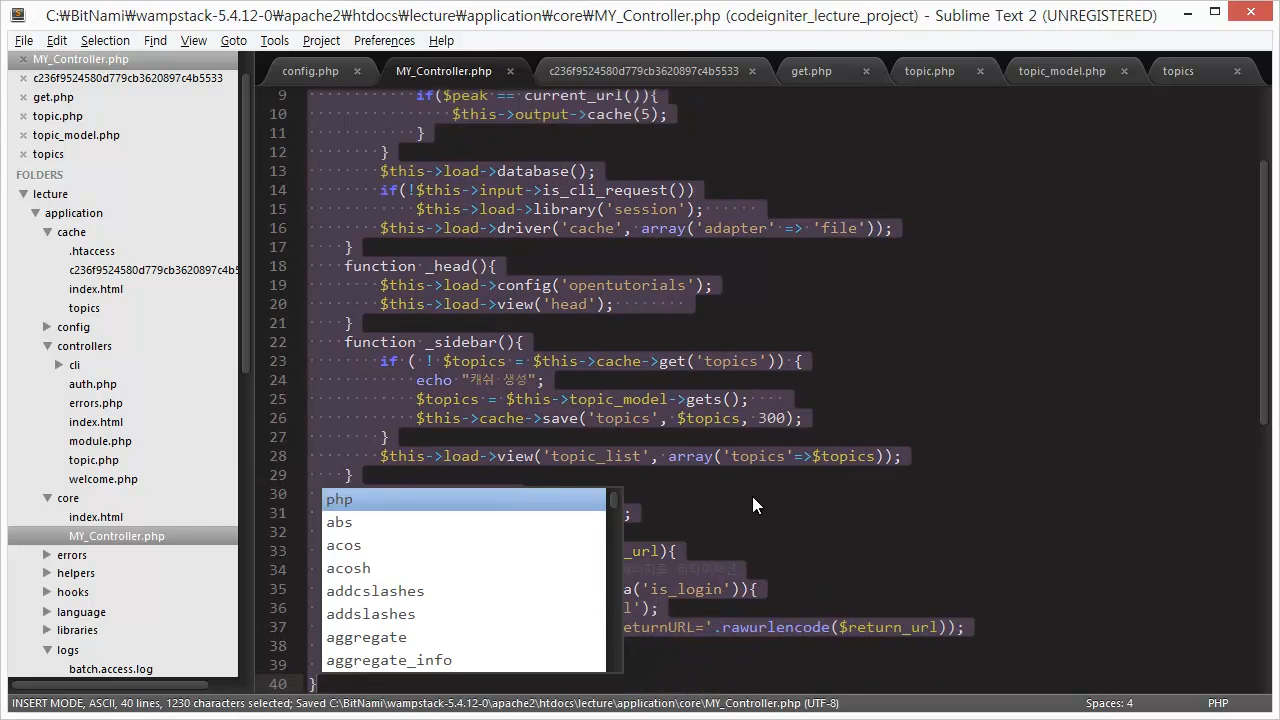 C:₩BitNami₩wampstack-5.4.12-0₩apache2₩htdocs₩lecture₩application₩core₩MY_Controller.php (codeigniter_lecture_project) - Sublime Text 2 (UNREGISTERED)
File Edit Selection Find View Goto Tools Project Preferences Help
MY_Controller.php
c236f9524580d779cb3620897c4b5533
get.php
topic.php
topic_model.php
topics
FOLDERS
lecture
application
cache
.htaccess
c236f9524580d779cb3620897c4b5
index.html
topics
config
controllers
cli
auth.php
errors.php
index.html
module.php
topic.php
welcome.php
core
index.html
MY_Controller.php
errors
helpers
hooks
language
libraries
logs
batch.access.log
config.php MY_Controller.php c236f9524580d779cb3620897c4b5533 get.php topic.php topic_model.php topics
9 if($peak == current_url()){
10 $this->output->cache(5);
11 }
12 }
13 $this->load->database();
14 if(!$this->input->is_cli_request())
15 $this->load->library('session');
16 $this->load->driver('cache', array('adapter' => 'file'));
17 }
18 function _head(){
19 $this->load->config('opentutorials');
20 $this->load->view('head');
21 }
22 function _sidebar(){
23 if ( ! $topics = $this->cache->get('topics')) {
24 echo "캐쉬 생성";
25 $topics = $this->topic_model->gets();
26 $this->cache->save('topics', $topics, 300);
27 }
28 $this->load->view('topic_list', array('topics'=>$topics));
29 }
30
31 ;
32
33 _url){
34
35 a('is_login')){
36 l');
37 eturnURL='.rawurlencode($return_url));
38
39
40 }
php
abs
acos
acosh
addcslashes
addslashes
aggregate
aggregate_info
INSERT MODE, ASCII, 40 lines, 1230 characters selected; Saved C:₩BitNami₩wampstack-5.4.12-0₩apache2₩htdocs₩lecture₩application₩core₩MY_Controller.php (UTF-8) Spaces: 4 PHP